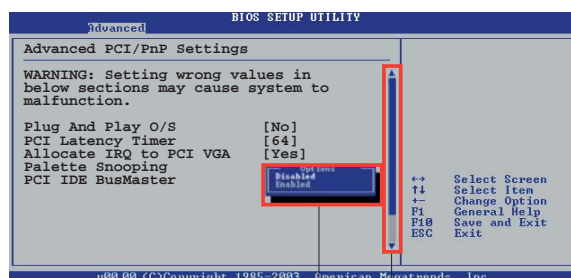 BIOS SETUP UTILITY
Advanced
Advanced PCI/PnP Settings
WARNING: Setting wrong values in
below sections may cause system to
malfunction.
Plug And Play O/S [No]
PCI Latency Timer [64]
Allocate IRQ to PCI VGA [Yes]
Palette Snooping
PCI IDE BusMaster
Options
Disabled
Enabled
←→ Select Screen
↑↓ Select Item
+- Change Option
F1 General Help
F10 Save and Exit
ESC Exit
v00.00 (C)Copyright 1985-2003, American Megatrends, Inc.